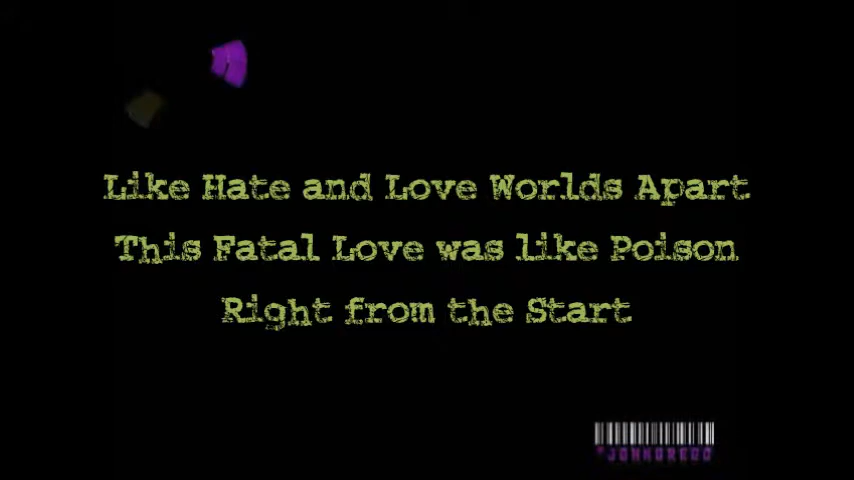 Like Hate and Love Worlds Apart
This Fatal Love was like Poison
Right from the Start